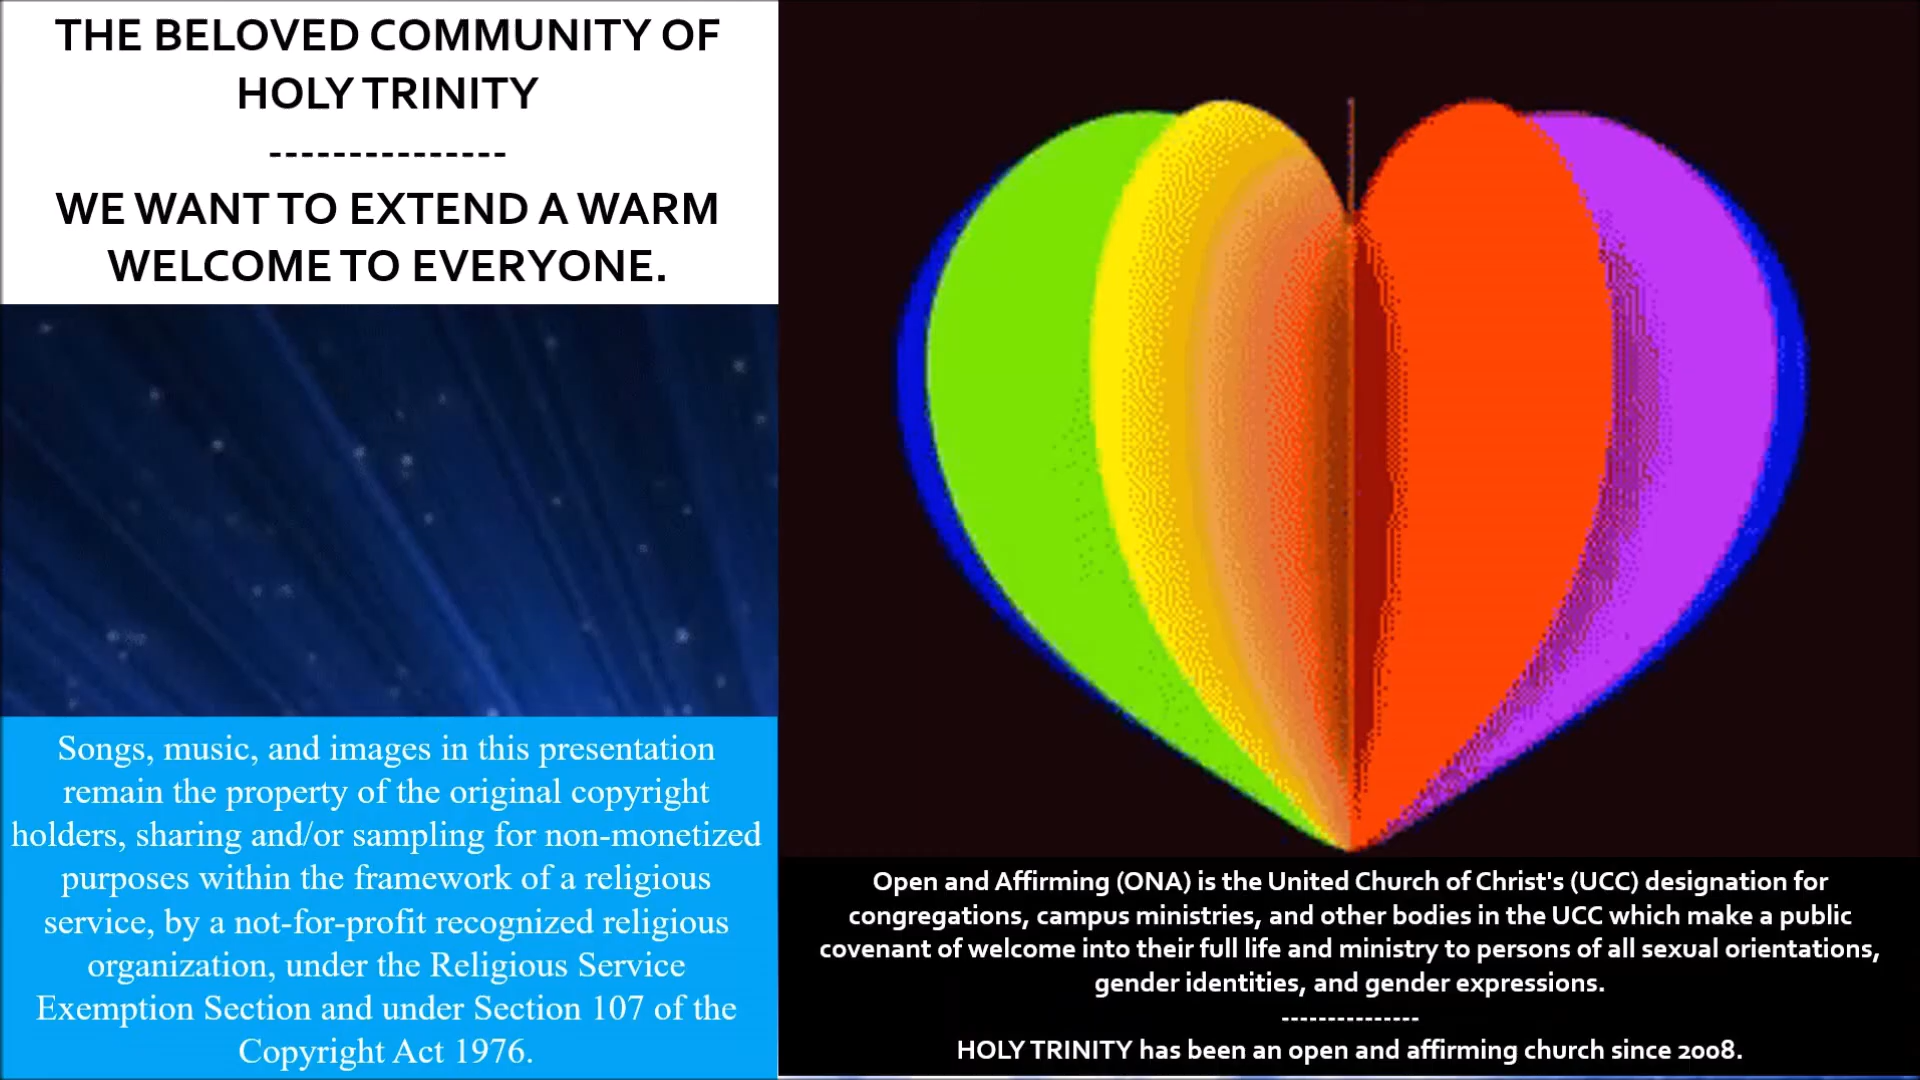 THE BELOVED COMMUNITY OF
HOLY TRINITY
---------------
WE WANT TO EXTEND A WARM
WELCOME TO EVERYONE.
Songs, music, and images in this presentation
remain the property of the original copyright
holders, sharing and/or sampling for non-monetized
purposes within the framework of a religious
service, by a not-for-profit recognized religious
organization, under the Religious Service
Exemption Section and under Section 107 of the
Copyright Act 1976.
Open and Affirming (ONA) is the United Church of Christ's (UCC) designation for
congregations, campus ministries, and other bodies in the UCC which make a public
covenant of welcome into their full life and ministry to persons of all sexual orientations,
gender identities, and gender expressions.
---------------
HOLY TRINITY has been an open and affirming church since 2008.